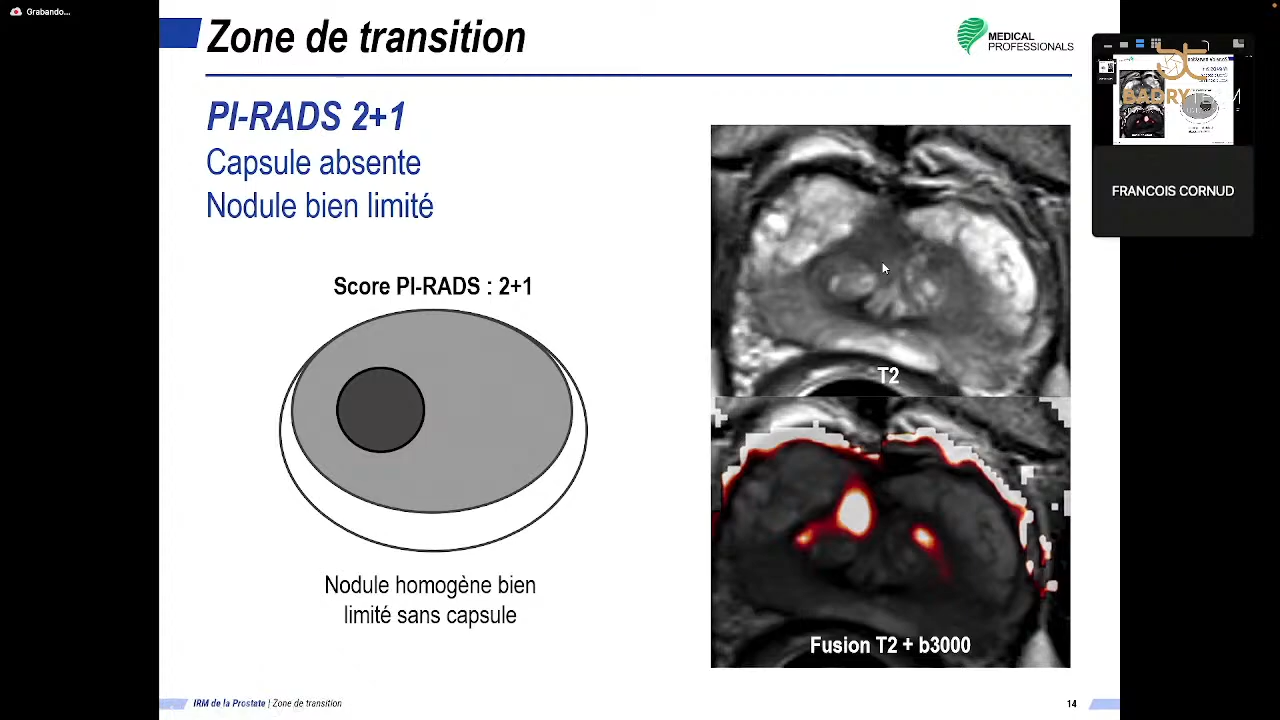 Grabando...
Zone de transition
MEDICAL
PROFESSIONALS
PI-RADS 2+1
Capsule absente
Nodule bien limité
Score PI-RADS : 2+1
Nodule homogène bien
limité sans capsule
T2
Fusion T2 + b3000
BADRYTEAM
FRANCOIS CORNUD
IRM de la Prostate | Zone de transition
14